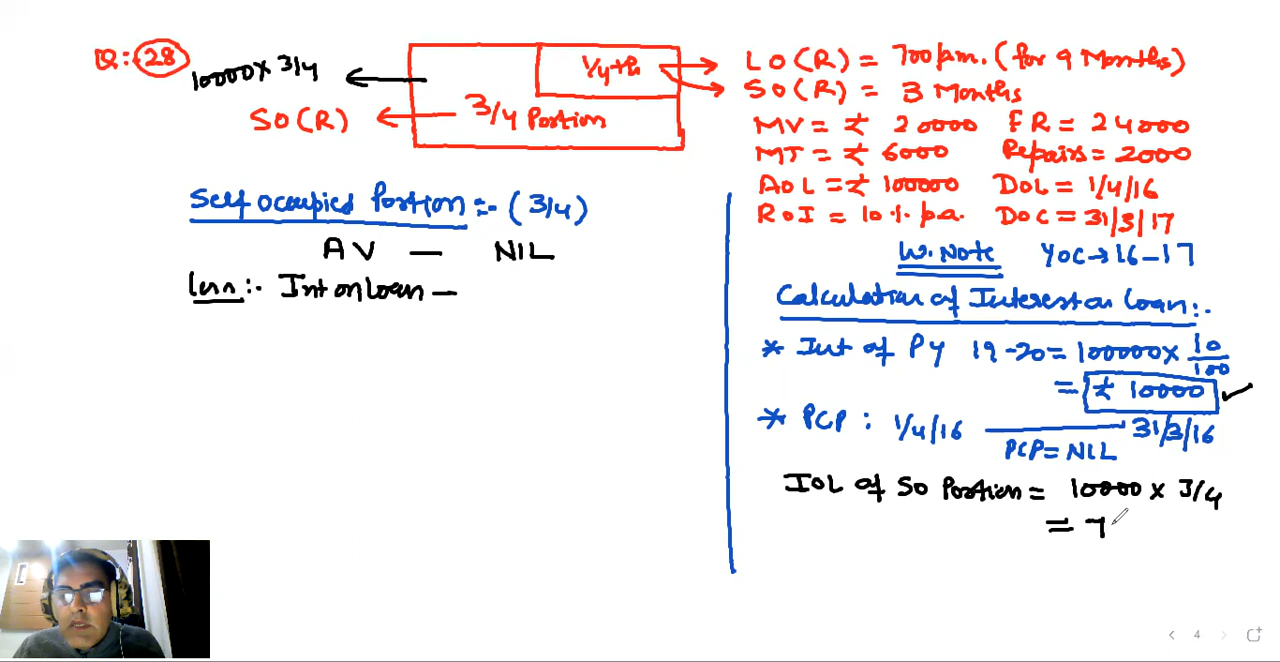 Q: 28
10000 x 3/4
1/4th
SO(R)
3/4 Portion
LO(R) = 700 p.m. (for 9 Months)
SO(R) = 3 Months
MV = ₹ 20000 FR = 24000
MT = ₹ 6000 Repairs = 2000
AOL = ₹ 100000 DOL = 1/4/16
ROI = 10 % p.a. DOC = 31/3/17
Self occupied Portion :- (3/4)
AV — NIL
Less :- Int on loan —
W. Note YOC → 16-17
Calculation of Interest on loan :-
* Int of PY 19-20 = 100000 x 10/100
= ₹ 10000
* PCP : 1/4/16 31/3/16
PCP = NIL
IOL of SO Portion = 10000 x 3/4
= 7
4